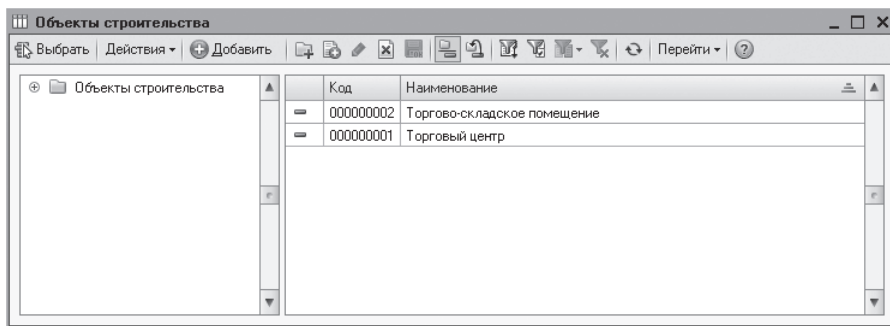 Объекты строительства
Выбрать Действия Добавить Перейти
Объекты строительства
Код Наименование
000000002 Торгово-складское помещение
000000001 Торговый центр